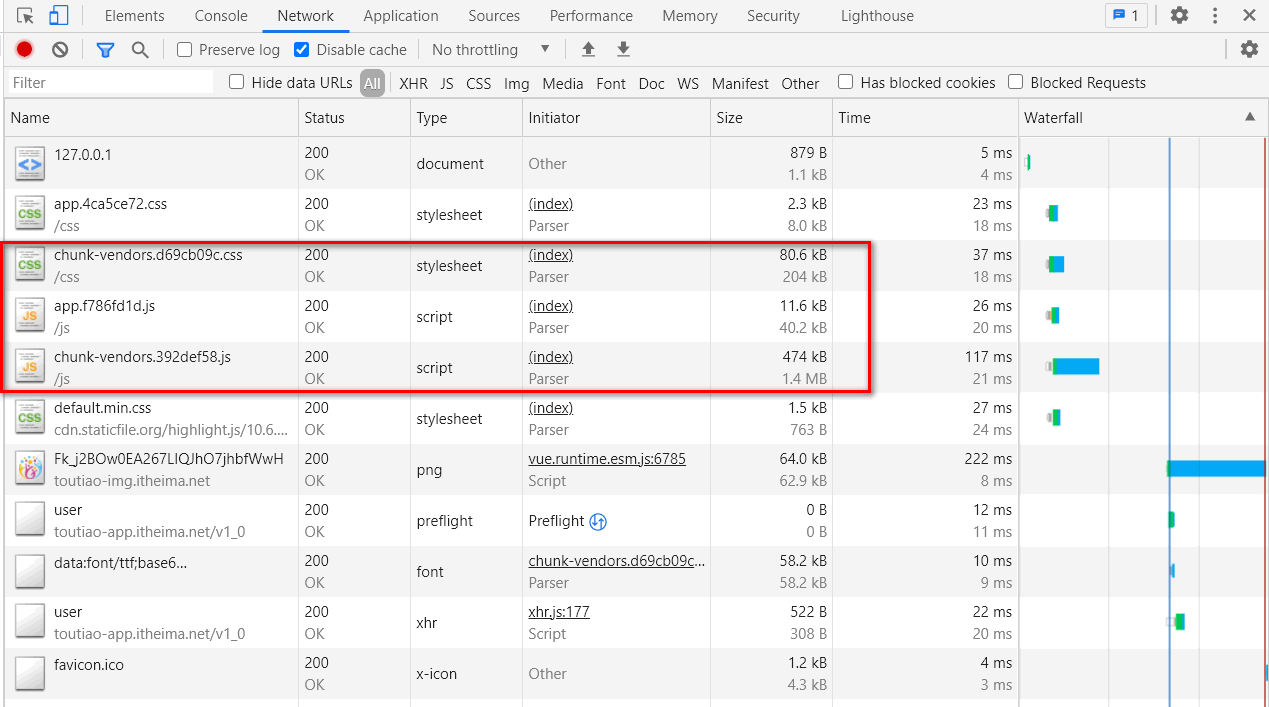 Elements Console Network Application Sources Performance Memory Security Lighthouse 1
Preserve log Disable cache No throttling
Filter Hide data URLs All XHR JS CSS Img Media Font Doc WS Manifest Other Has blocked cookies Blocked Requests
Name Status Type Initiator Size Time Waterfall
127.0.0.1 200 OK document Other 879 B 1.1 kB 5 ms 4 ms
app.4ca5ce72.css /css 200 OK stylesheet (index) Parser 2.3 kB 8.0 kB 23 ms 18 ms
chunk-vendors.d69cb09c.css /css 200 OK stylesheet (index) Parser 80.6 kB 204 kB 37 ms 18 ms
app.f786fd1d.js /js 200 OK script (index) Parser 11.6 kB 40.2 kB 26 ms 20 ms
chunk-vendors.392def58.js /js 200 OK script (index) Parser 474 kB 1.4 MB 117 ms 21 ms
default.min.css cdn.staticfile.org/highlight.js/10.6.... 200 OK stylesheet (index) Parser 1.5 kB 763 B 27 ms 24 ms
Fk_j2BOw0EA267LIQJhO7jhbfWwH toutiao-img.itheima.net 200 OK png vue.runtime.esm.js:6785 Script 64.0 kB 62.9 kB 222 ms 8 ms
user toutiao-app.itheima.net/v1_0 200 OK preflight Preflight 0 B 0 B 12 ms 11 ms
data:font/ttf;base6... 200 OK font chunk-vendors.d69cb09c... Parser 58.2 kB 58.2 kB 10 ms 9 ms
user toutiao-app.itheima.net/v1_0 200 OK xhr xhr.js:177 Script 522 B 308 B 22 ms 20 ms
favicon.ico 200 OK x-icon Other 1.2 kB 4.3 kB 4 ms 3 ms